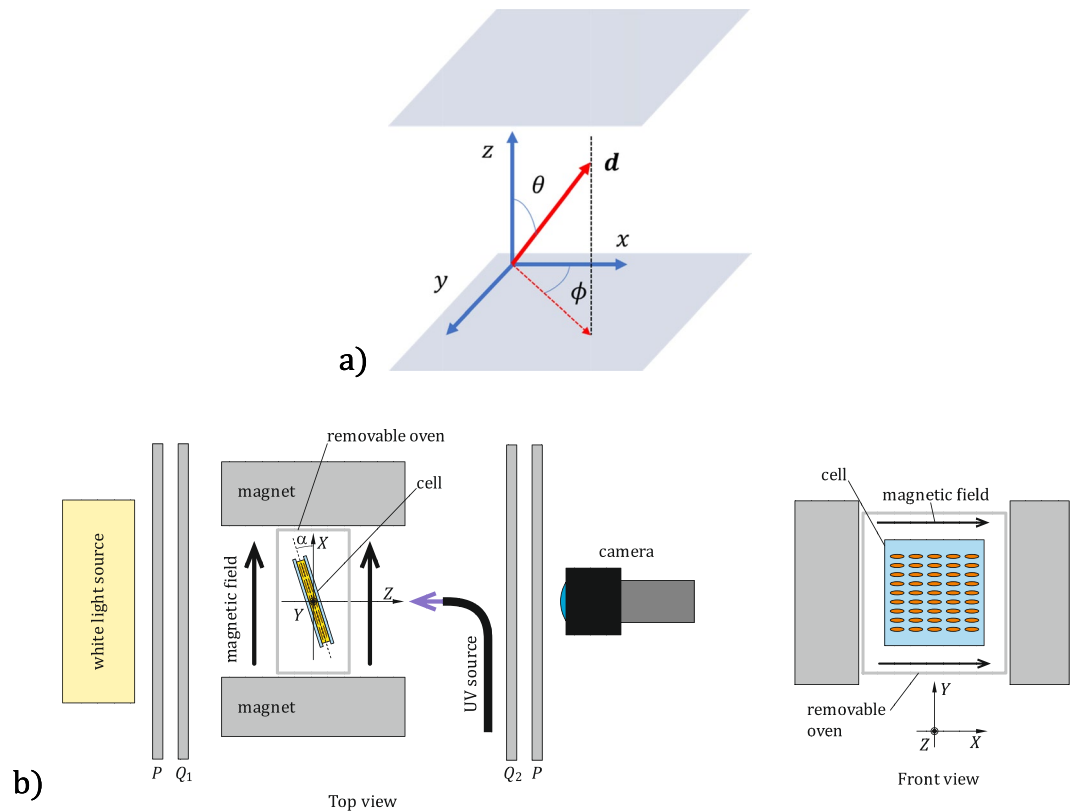 z
d
θ
x
y
ϕ
a)
removable oven
magnet
cell
α
X
white light source
magnetic field
Z
Y
camera
UV source
magnet
P
Q1
Q2
P
b)
Top view
cell
magnetic field
removable
oven
Y
Z
X
Front view